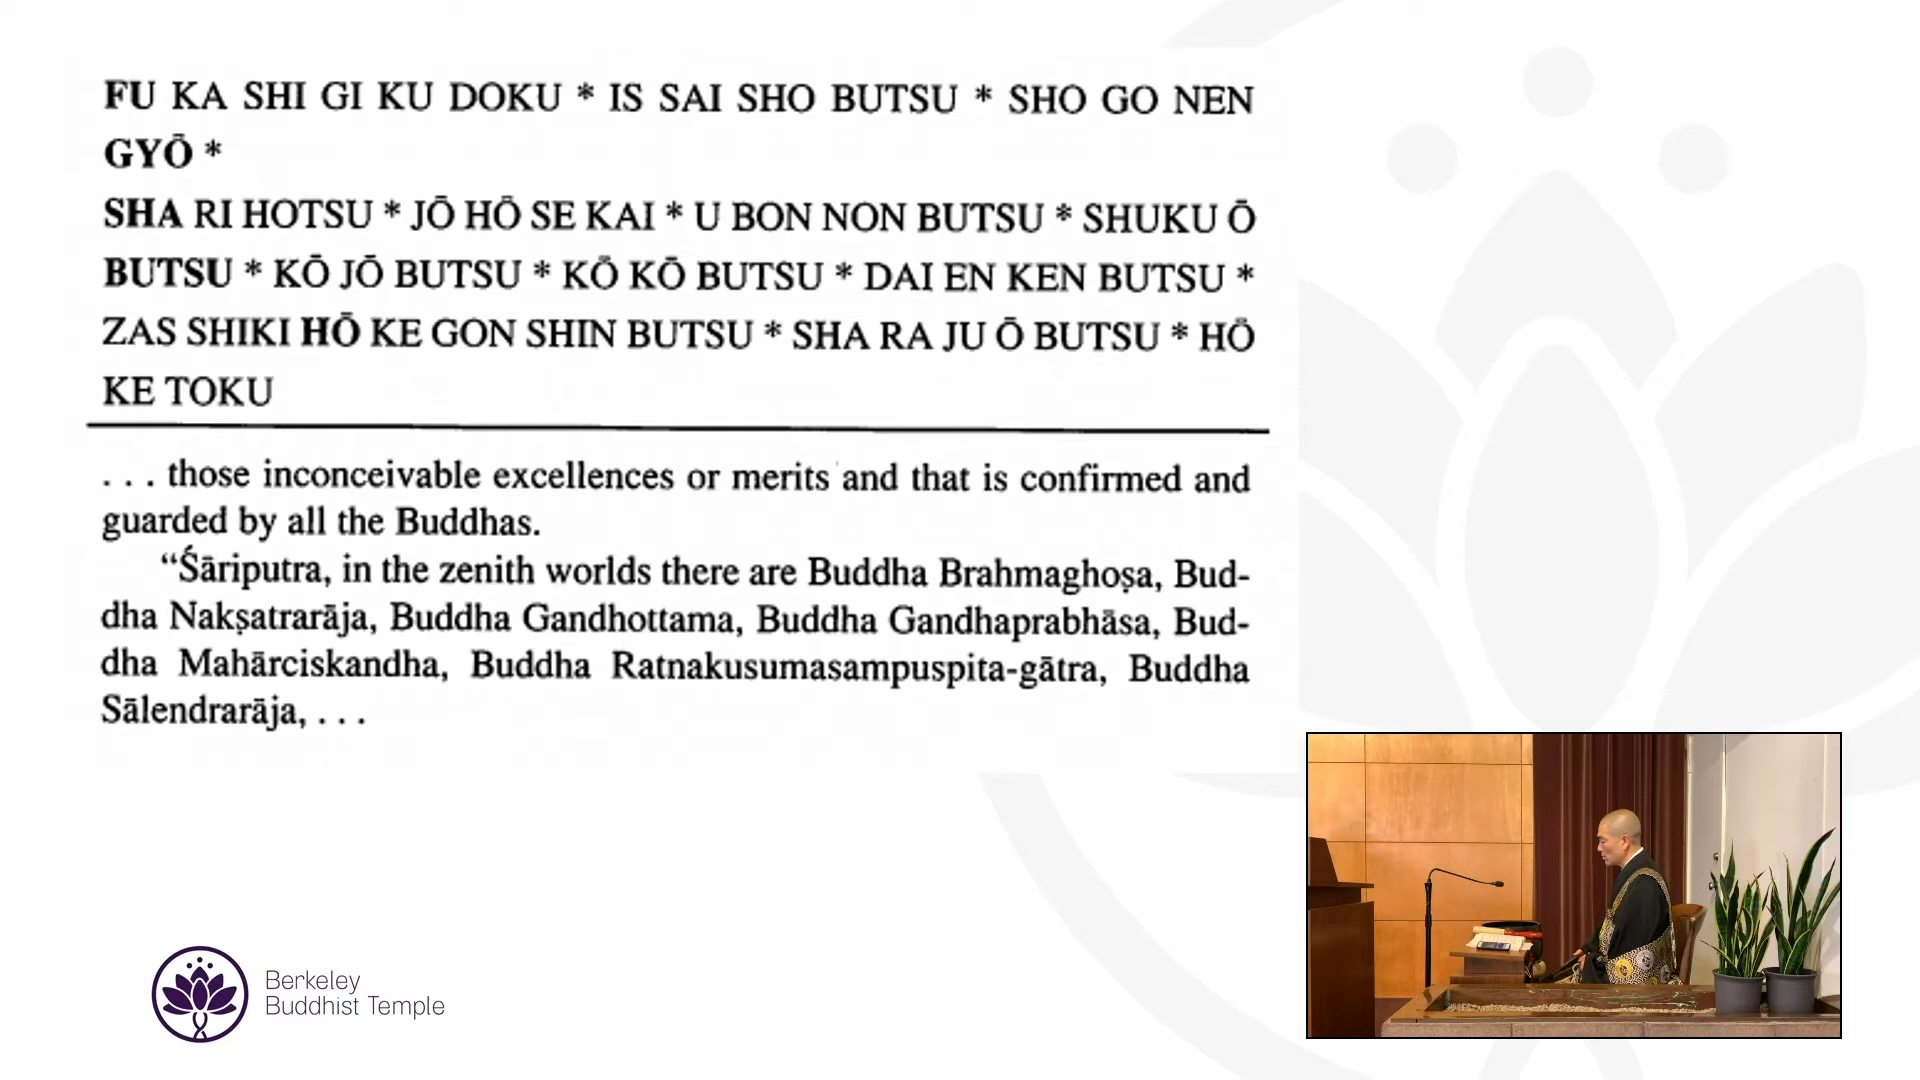 FU KA SHI GI KU DOKU * IS SAI SHO BUTSU * SHO GO NEN
GYŌ *
SHA RI HOTSU * JŌ HŌ SE KAI * U BON NON BUTSU * SHUKU Ō
BUTSU * KŌ JŌ BUTSU * KŌ KŌ BUTSU * DAI EN KEN BUTSU *
ZAS SHIKI HŌ KE GON SHIN BUTSU * SHA RA JU Ō BUTSU * HŌ
KE TOKU
. . . those inconceivable excellences or merits and that is confirmed and
guarded by all the Buddhas.
“Śāriputra, in the zenith worlds there are Buddha Brahmaghoṣa, Bud-
dha Nakṣatrarāja, Buddha Gandhottama, Buddha Gandhaprabhāsa, Bud-
dha Mahārciskandha, Buddha Ratnakusumasampuspita-gātra, Buddha
Sālendrarāja, . . .
Berkeley
Buddhist Temple